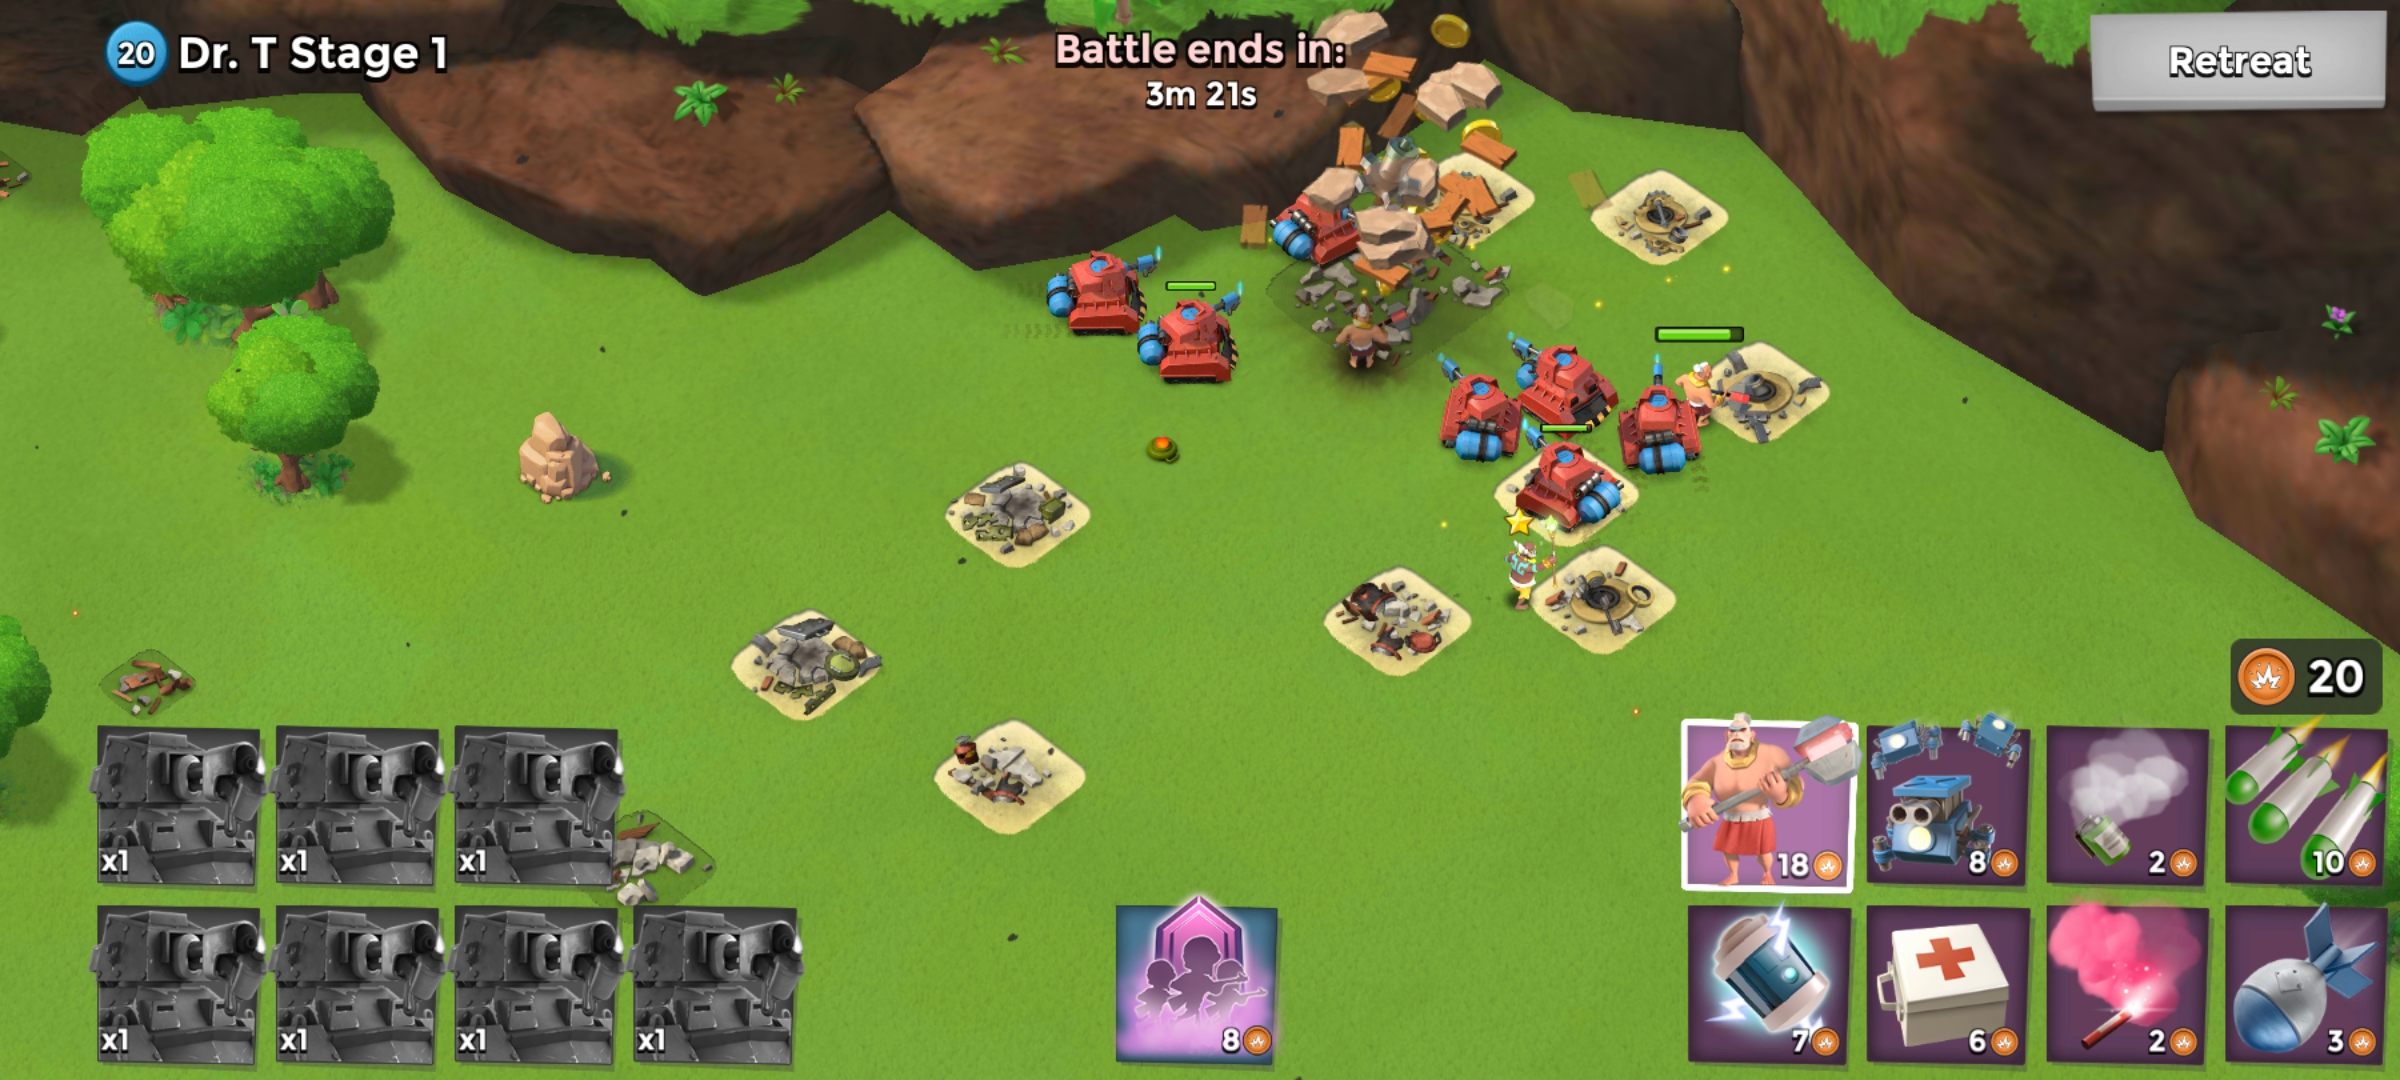 20 Dr. T Stage 1
Battle ends in:
3m 21s
Retreat
20
x1 x1 x1
18 8 2 10
x1 x1 x1 x1
8
7 6 2 3